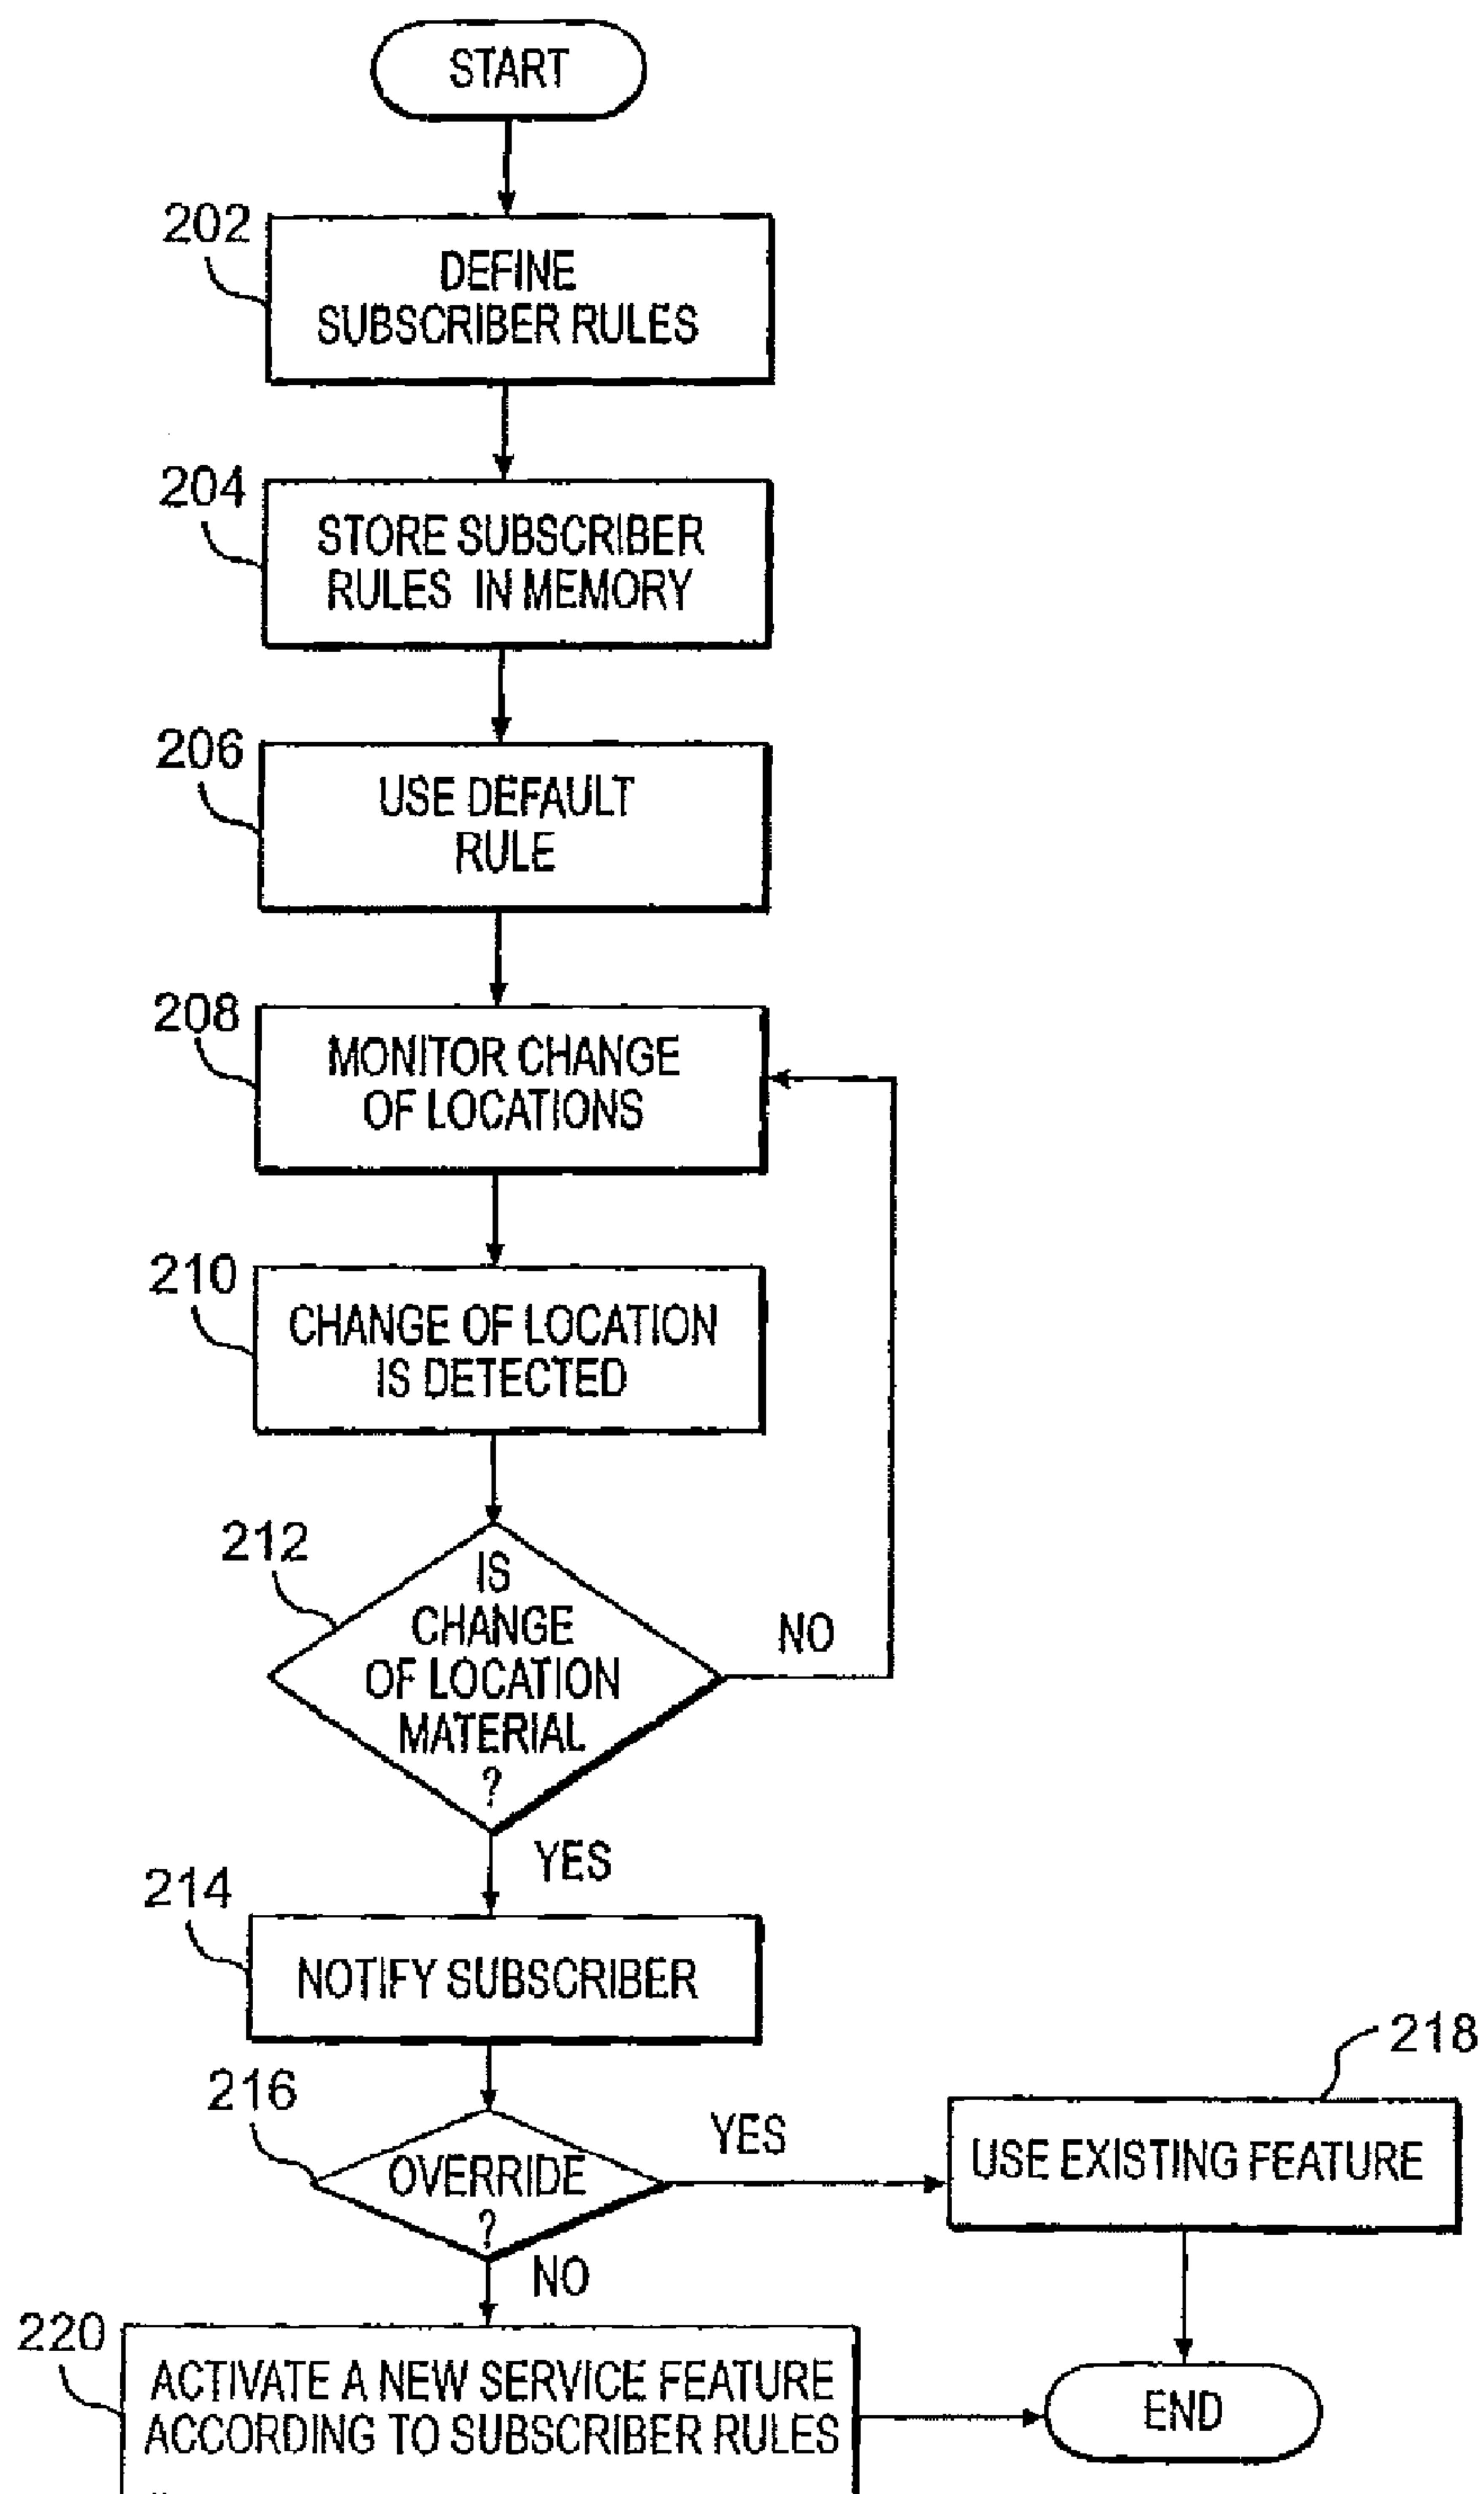 START
202
DEFINE
SUBSCRIBER RULES
204
STORE SUBSCRIBER
RULES IN MEMORY
206
USE DEFAULT
RULE
208
MONITOR CHANGE
OF LOCATIONS
210
CHANGE OF LOCATION
IS DETECTED
212
IS
CHANGE
OF LOCATION
MATERIAL
?
NO
YES
214
NOTIFY SUBSCRIBER
216
OVERRIDE
?
YES
218
USE EXISTING FEATURE
NO
220
ACTIVATE A NEW SERVICE FEATURE
ACCORDING TO SUBSCRIBER RULES
END